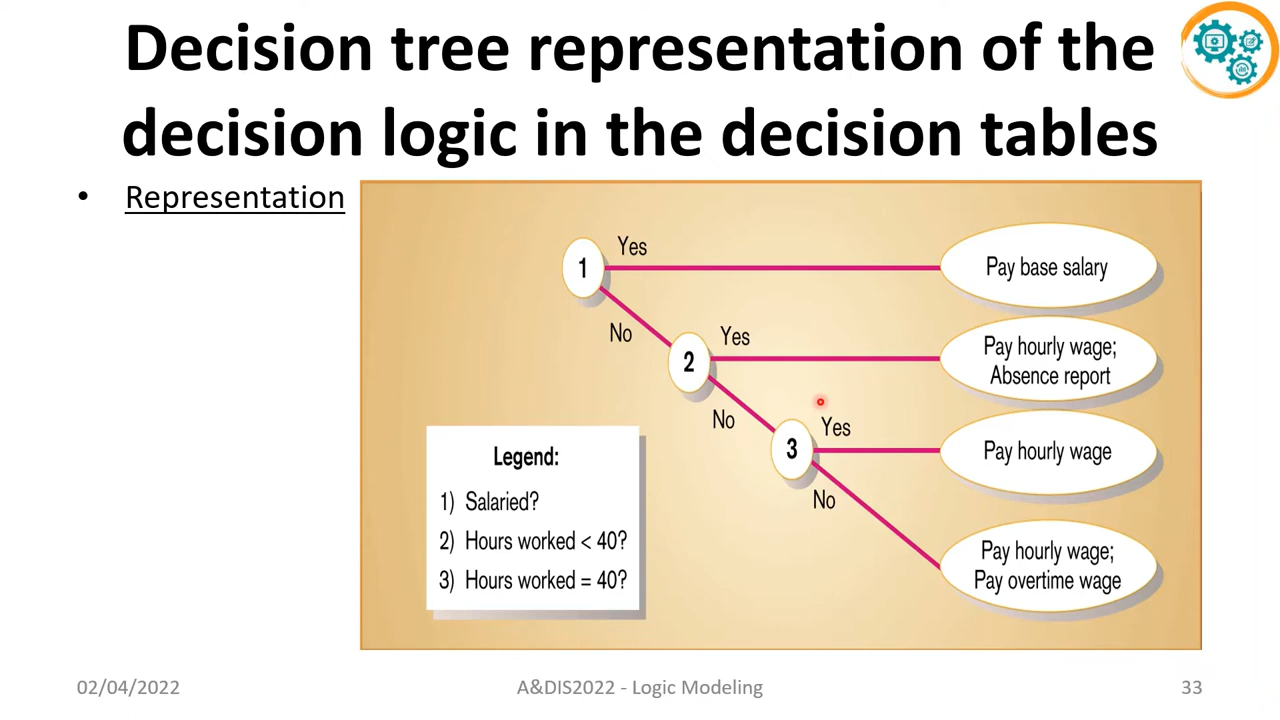 Decision tree representation of the
decision logic in the decision tables
• Representation
Yes
1
Pay base salary
No
Yes
2
Pay hourly wage;
Absence report
No
Yes
3
Pay hourly wage
No
Pay hourly wage;
Pay overtime wage
Legend:
1) Salaried?
2) Hours worked < 40?
3) Hours worked = 40?
02/04/2022
A&DIS2022 - Logic Modeling
33